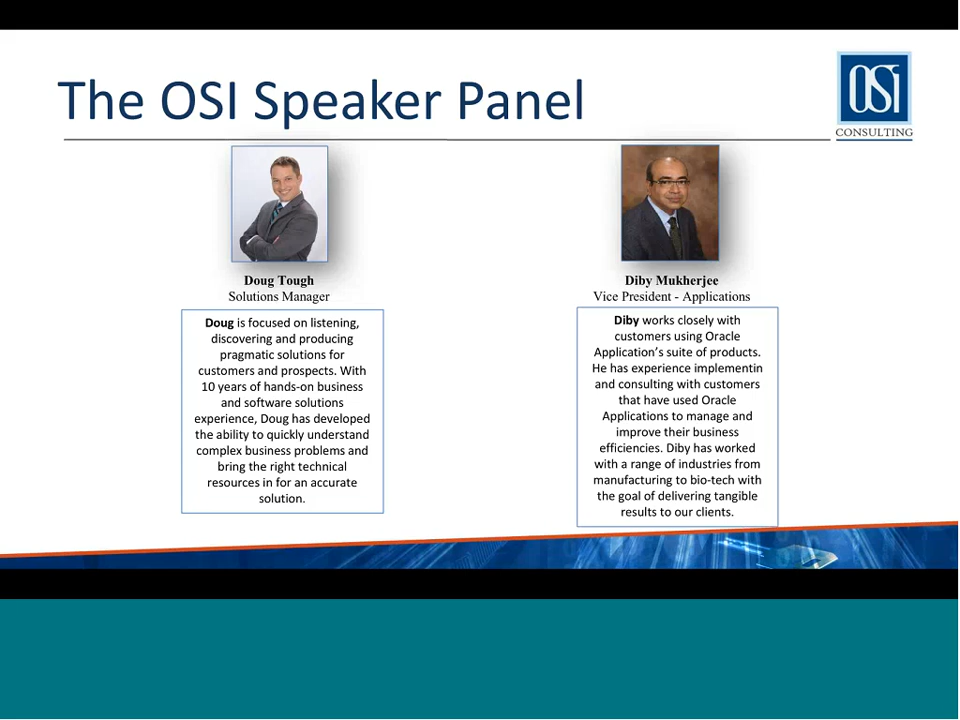 The OSI Speaker Panel
OSI
CONSULTING
Doug Tough
Solutions Manager
Doug is focused on listening,
discovering and producing
pragmatic solutions for
customers and prospects. With
10 years of hands-on business
and software solutions
experience, Doug has developed
the ability to quickly understand
complex business problems and
bring the right technical
resources in for an accurate
solution.
Diby Mukherjee
Vice President - Applications
Diby works closely with
customers using Oracle
Application's suite of products.
He has experience implementin
and consulting with customers
that have used Oracle
Applications to manage and
improve their business
efficiencies. Diby has worked
with a range of industries from
manufacturing to bio-tech with
the goal of delivering tangible
results to our clients.